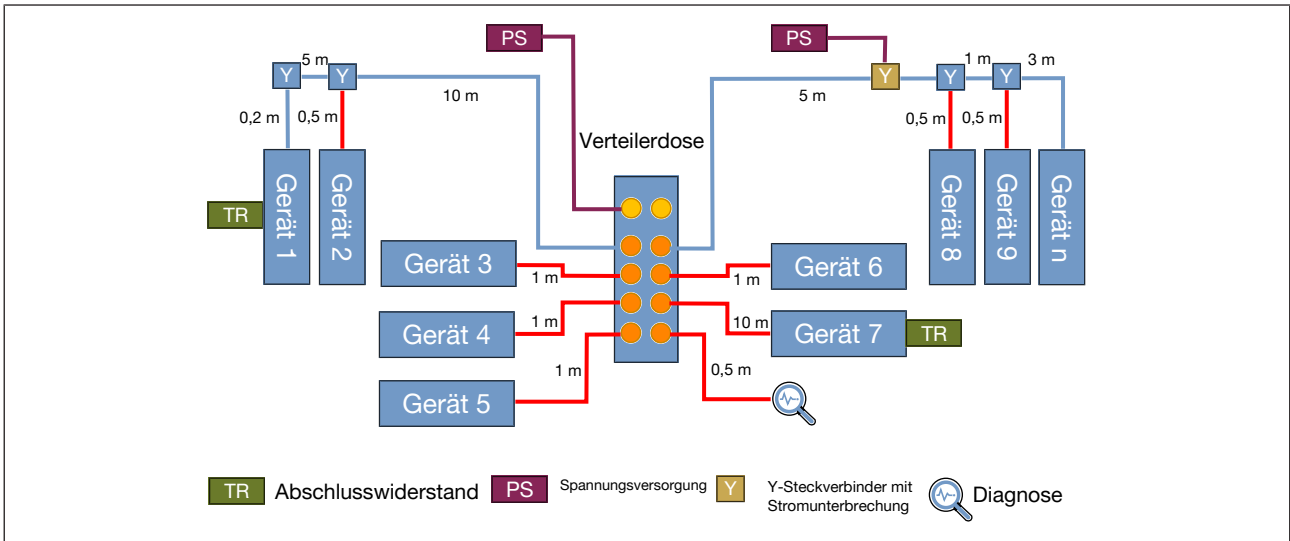 PS
PS
5 m
1 m
3 m
Y
Y
Y
Y
Y
10 m
5 m
0,2 m
0,5 m
0,5 m
0,5 m
Verteilerdose
Gerät 1
Gerät 2
Gerät 8
Gerät 9
Gerät n
TR
Gerät 3
1 m
Gerät 6
1 m
Gerät 4
1 m
Gerät 7
10 m
TR
Gerät 5
1 m
0,5 m
TR Abschlusswiderstand
PS Spannungsversorgung
Y Y-Steckverbinder mit
Stromunterbrechung
Diagnose